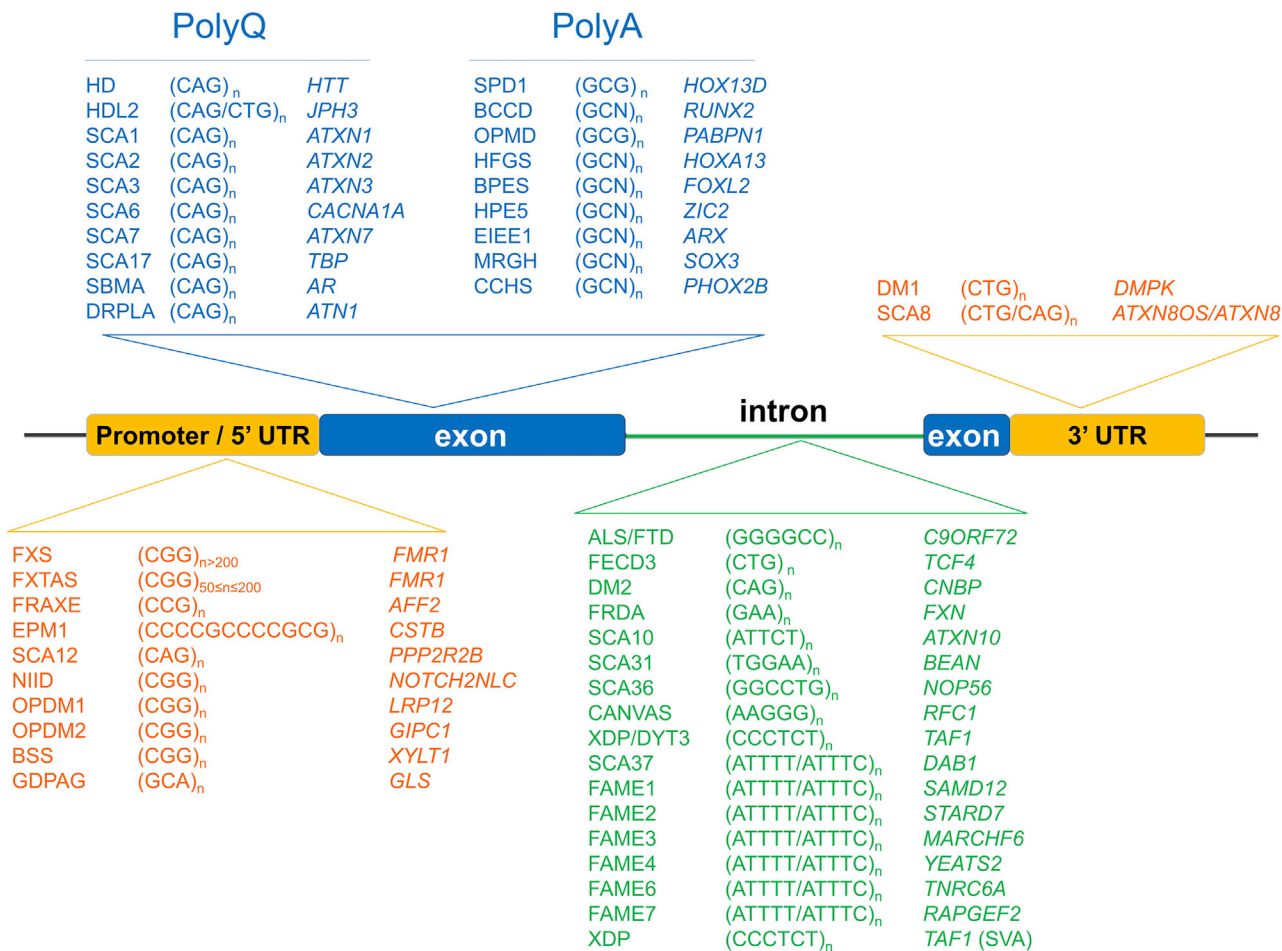 PolyQ
HD (CAG)n HTT
HDL2 (CAG/CTG)n JPH3
SCA1 (CAG)n ATXN1
SCA2 (CAG)n ATXN2
SCA3 (CAG)n ATXN3
SCA6 (CAG)n CACNA1A
SCA7 (CAG)n ATXN7
SCA17 (CAG)n TBP
SBMA (CAG)n AR
DRPLA (CAG)n ATN1
PolyA
SPD1 (GCG)n HOX13D
BCCD (GCN)n RUNX2
OPMD (GCG)n PABPN1
HFGS (GCN)n HOXA13
BPES (GCN)n FOXL2
HPE5 (GCN)n ZIC2
EIEE1 (GCN)n ARX
MRGH (GCN)n SOX3
CCHS (GCN)n PHOX2B
DM1 (CTG)n DMPK
SCA8 (CTG/CAG)n ATXN8OS/ATXN8
Promoter / 5' UTR
exon
intron
exon
3' UTR
FXS (CGG)n>200 FMR1
FXTAS (CGG)50≤n≤200 FMR1
FRAXE (CCG)n AFF2
EPM1 (CCCCGCCCCGCG)n CSTB
SCA12 (CAG)n PPP2R2B
NIID (CGG)n NOTCH2NLC
OPDM1 (CGG)n LRP12
OPDM2 (CGG)n GIPC1
BSS (CGG)n XYLT1
GDPAG (GCA)n GLS
ALS/FTD (GGGGCC)n C9ORF72
FECD3 (CTG)n TCF4
DM2 (CAG)n CNBP
FRDA (GAA)n FXN
SCA10 (ATTCT)n ATXN10
SCA31 (TGGAA)n BEAN
SCA36 (GGCCTG)n NOP56
CANVAS (AAGGG)n RFC1
XDP/DYT3 (CCCTCT)n TAF1
SCA37 (ATTTT/ATTTC)n DAB1
FAME1 (ATTTT/ATTTC)n SAMD12
FAME2 (ATTTT/ATTTC)n STARD7
FAME3 (ATTTT/ATTTC)n MARCHF6
FAME4 (ATTTT/ATTTC)n YEATS2
FAME6 (ATTTT/ATTTC)n TNRC6A
FAME7 (ATTTT/ATTTC)n RAPGEF2
XDP (CCCTCT)n TAF1 (SVA)